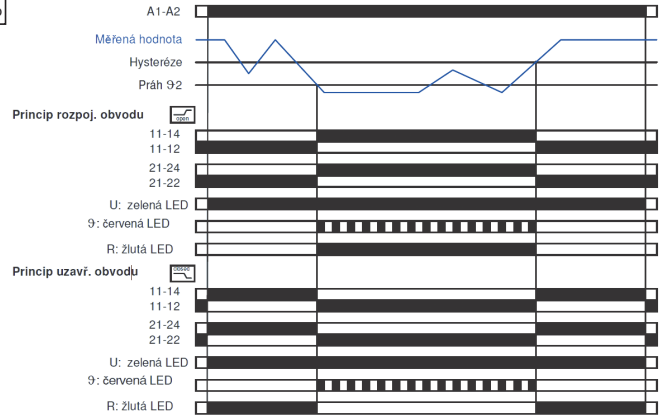 A1-A2
Měřená hodnota
Hysteréze
Práh ϑ2
Princip rozpoj. obvodu open
11-14
11-12
21-24
21-22
U: zelená LED
ϑ: červená LED
R: žlutá LED
Princip uzavř. obvodu closed
11-14
11-12
21-24
21-22
U: zelená LED
ϑ: červená LED
R: žlutá LED